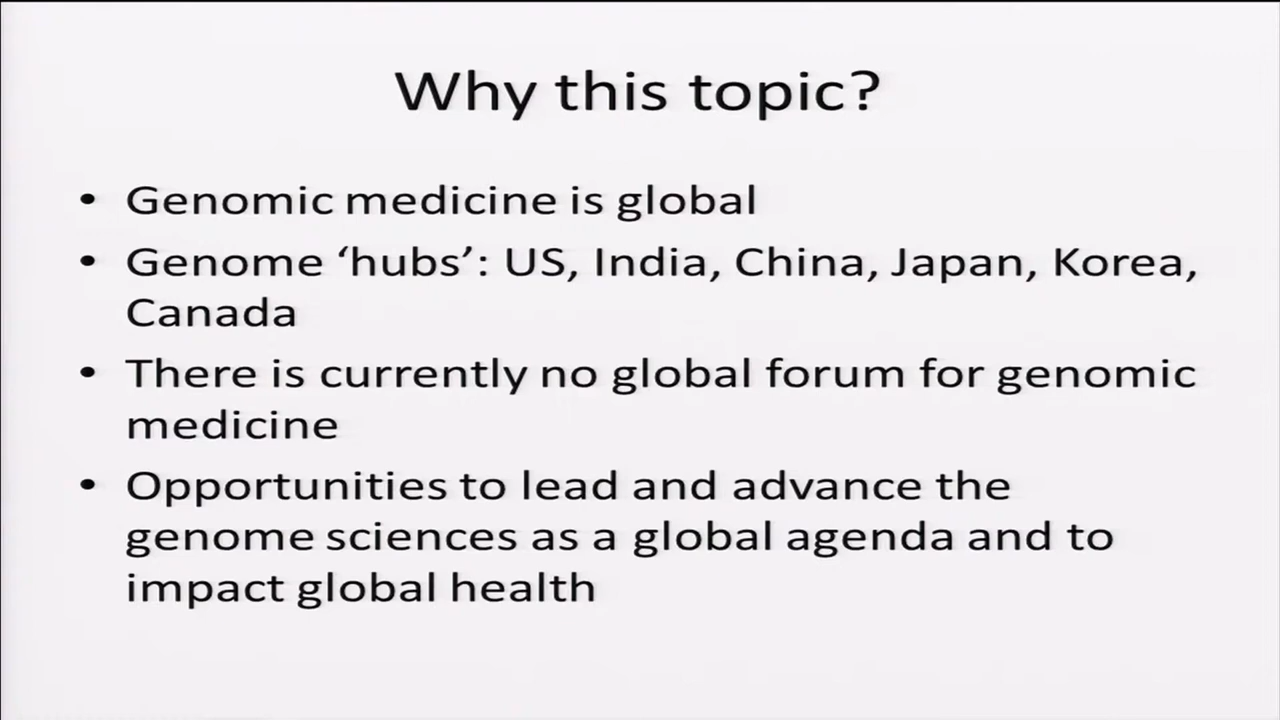 Why this topic?
• Genomic medicine is global
• Genome ‘hubs’: US, India, China, Japan, Korea,
Canada
• There is currently no global forum for genomic
medicine
• Opportunities to lead and advance the
genome sciences as a global agenda and to
impact global health